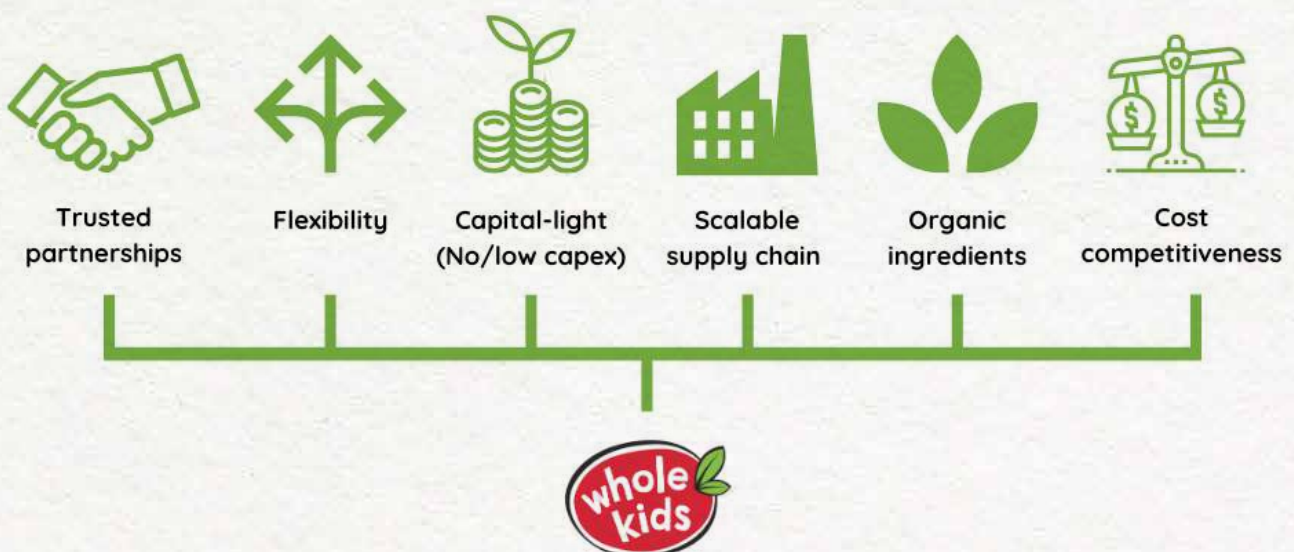 $
$
Trusted
partnerships
Flexibility
Capital-light
(No/low capex)
Scalable
supply chain
Organic
ingredients
Cost
competitiveness
whole
kids